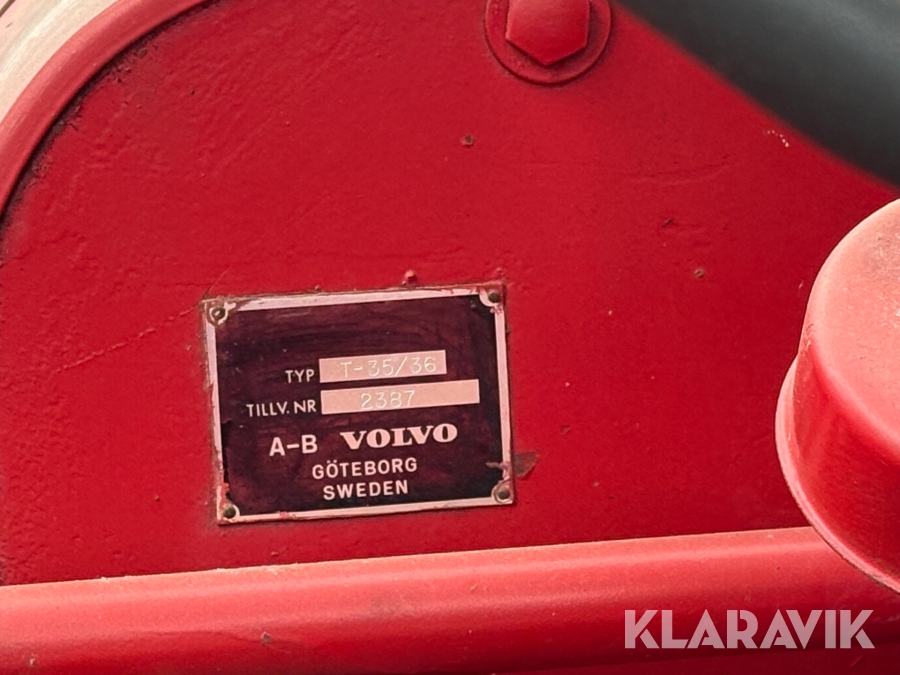 TYP T-35/36
TILLV. NR 2387
A-B VOLVO
GÖTEBORG
SWEDEN
KLARAVIK